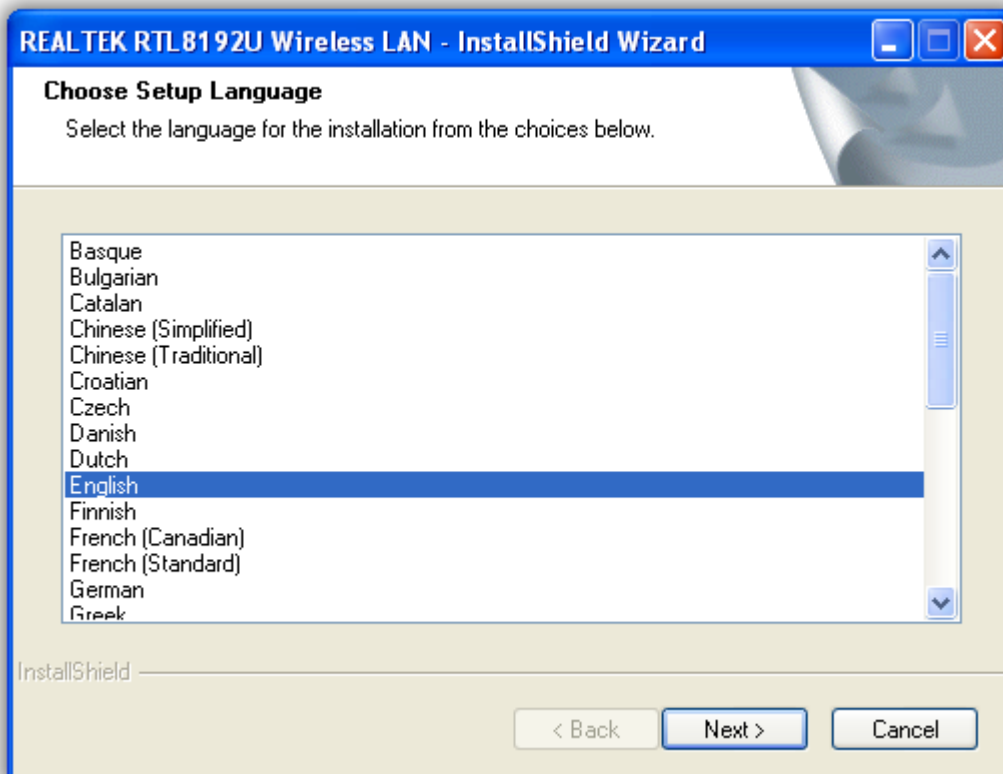 REALTEK RTL8192U Wireless LAN - InstallShield Wizard
Choose Setup Language
Select the language for the installation from the choices below.
Basque
Bulgarian
Catalan
Chinese (Simplified)
Chinese (Traditional)
Croatian
Czech
Danish
Dutch
English
Finnish
French (Canadian)
French (Standard)
German
Greek
InstallShield
< Back
Next >
Cancel